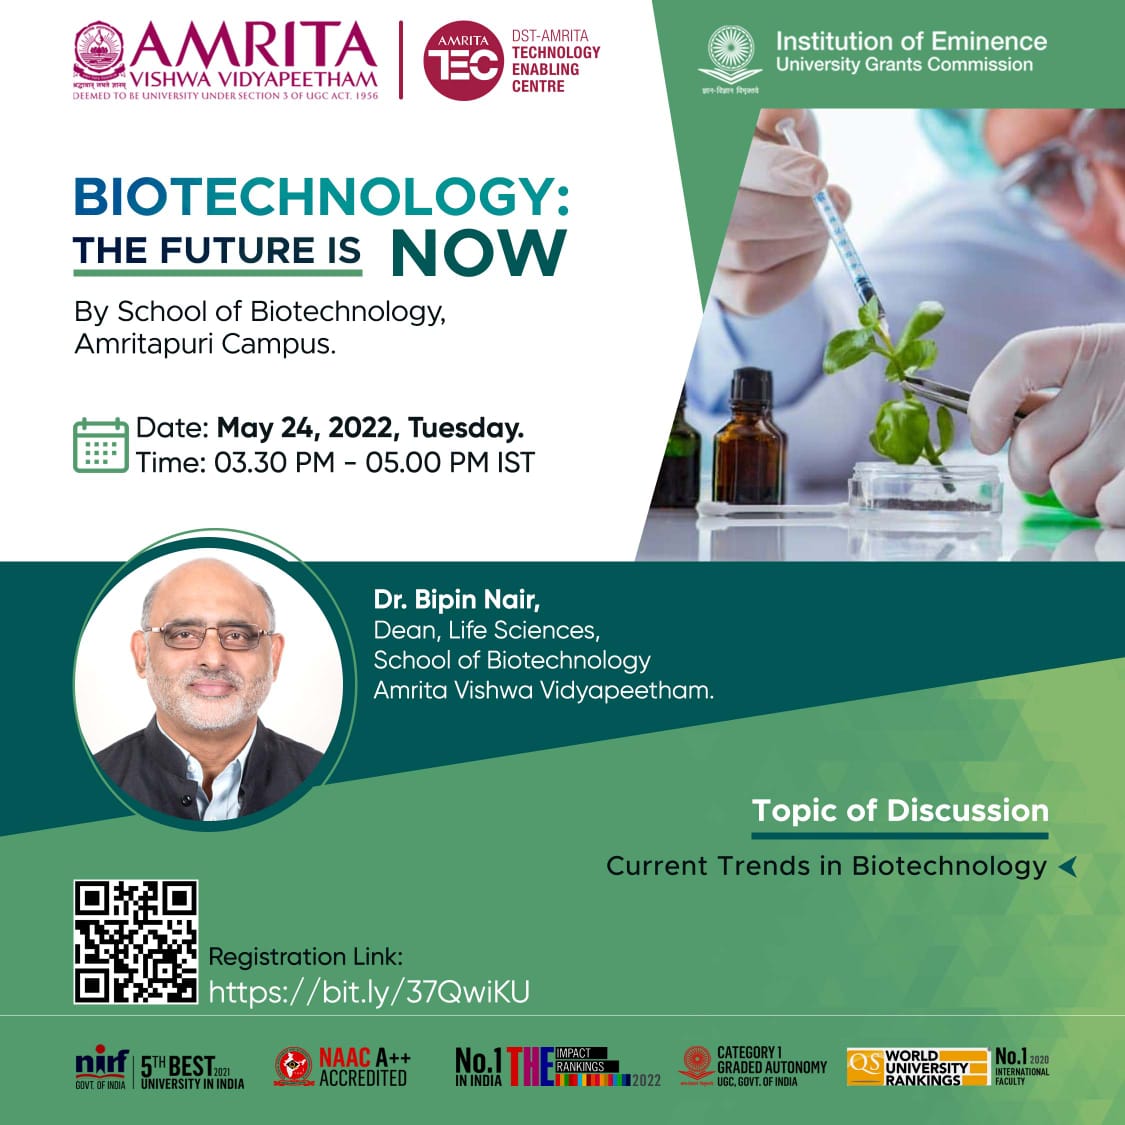 AMRITA
VISHWA VIDYAPEETHAM
DEEMED TO BE UNIVERSITY UNDER SECTION 3 OF UGC ACT, 1956
AMRITA
TEC
DST-AMRITA
TECHNOLOGY
ENABLING
CENTRE
ज्ञान-विज्ञान विमुक्तये
Institution of Eminence
University Grants Commission
BIOTECHNOLOGY:
THE FUTURE IS NOW
By School of Biotechnology,
Amritapuri Campus.
Date: May 24, 2022, Tuesday.
Time: 03.30 PM - 05.00 PM IST
Dr. Bipin Nair,
Dean, Life Sciences,
School of Biotechnology
Amrita Vishwa Vidyapeetham.
Topic of Discussion
Current Trends in Biotechnology
Registration Link:
https://bit.ly/37QwiKU
nirf
GOVT. OF INDIA
5TH BEST 2021
UNIVERSITY IN INDIA
NAAC A++
ACCREDITED
No.1
IN INDIA
THE
IMPACT
RANKINGS
2022
CATEGORY 1
GRADED AUTONOMY
UGC, GOVT. OF INDIA
QS
WORLD
UNIVERSITY
RANKINGS
No.1 2020
INTERNATIONAL
FACULTY